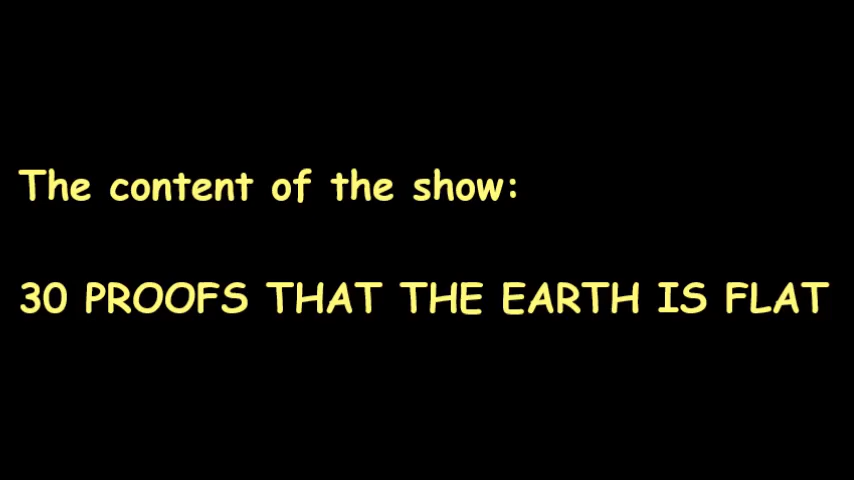 The content of the show:
30 PROOFS THAT THE EARTH IS FLAT